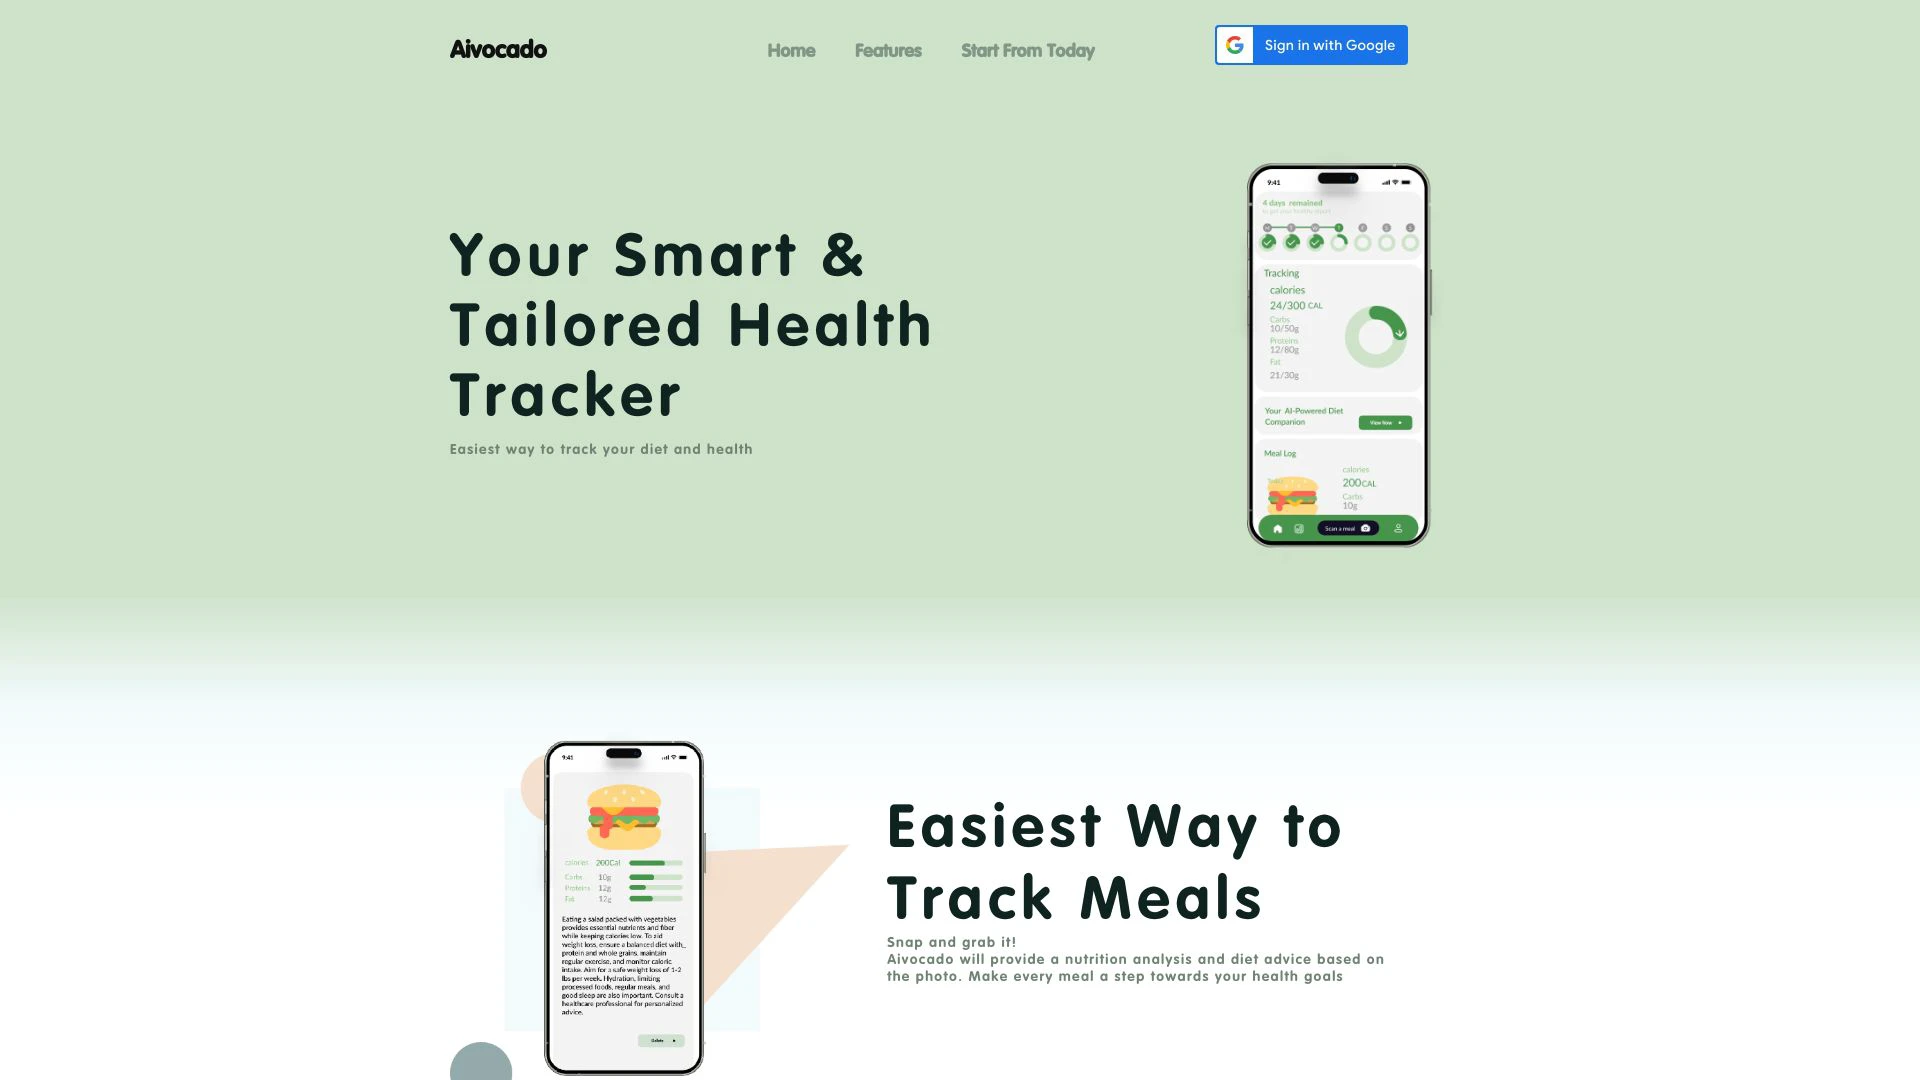 Aivocado
Home
Features
Start From Today
Sign in with Google
Your Smart &
Tailored Health
Tracker
Easiest way to track your diet and health
9:41
4 days remained
to get your healthy report
Tracking
calories
24/300 CAL
Carbs
10/50g
Proteins
12/80g
Fat
21/30g
Your AI-Powered Diet
Companion
View Now
Meal Log
calories
200CAL
Carbs
10g
Scan a meal
9:41
calories 200Cal
Carbs 10g
Proteins 12g
Fat 12g
Eating a salad packed with vegetables
provides essential nutrients and fiber
while keeping calories low. To aid
weight loss, ensure a balanced diet with
protein and whole grains, maintain
regular exercise, and monitor caloric
intake. Aim for a safe weight loss of 1-2
lbs per week. Hydration, limiting
processed foods, regular meals, and
good sleep are also important. Consult a
healthcare professional for personalized
advice.
Easiest Way to
Track Meals
Snap and grab it!
Aivocado will provide a nutrition analysis and diet advice based on
the photo. Make every meal a step towards your health goals